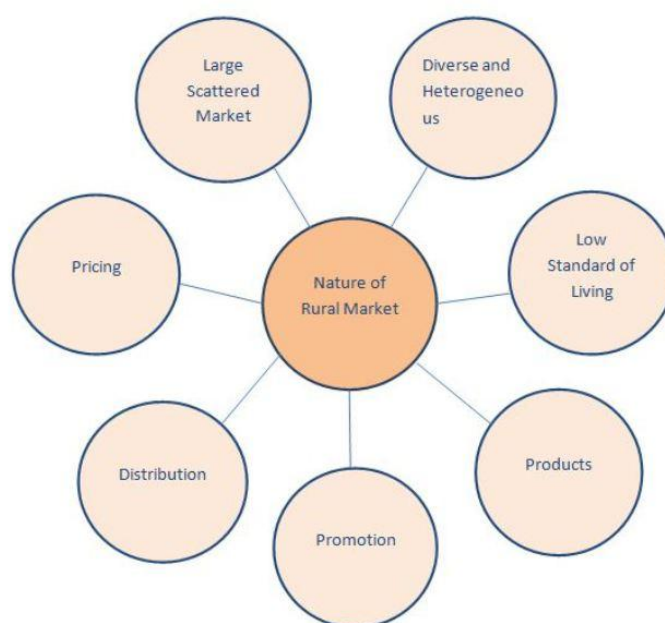 Large
Scattered
Market
Diverse and
Heterogeneo
us
Pricing
Nature of
Rural Market
Low
Standard of
Living
Distribution
Promotion
Products